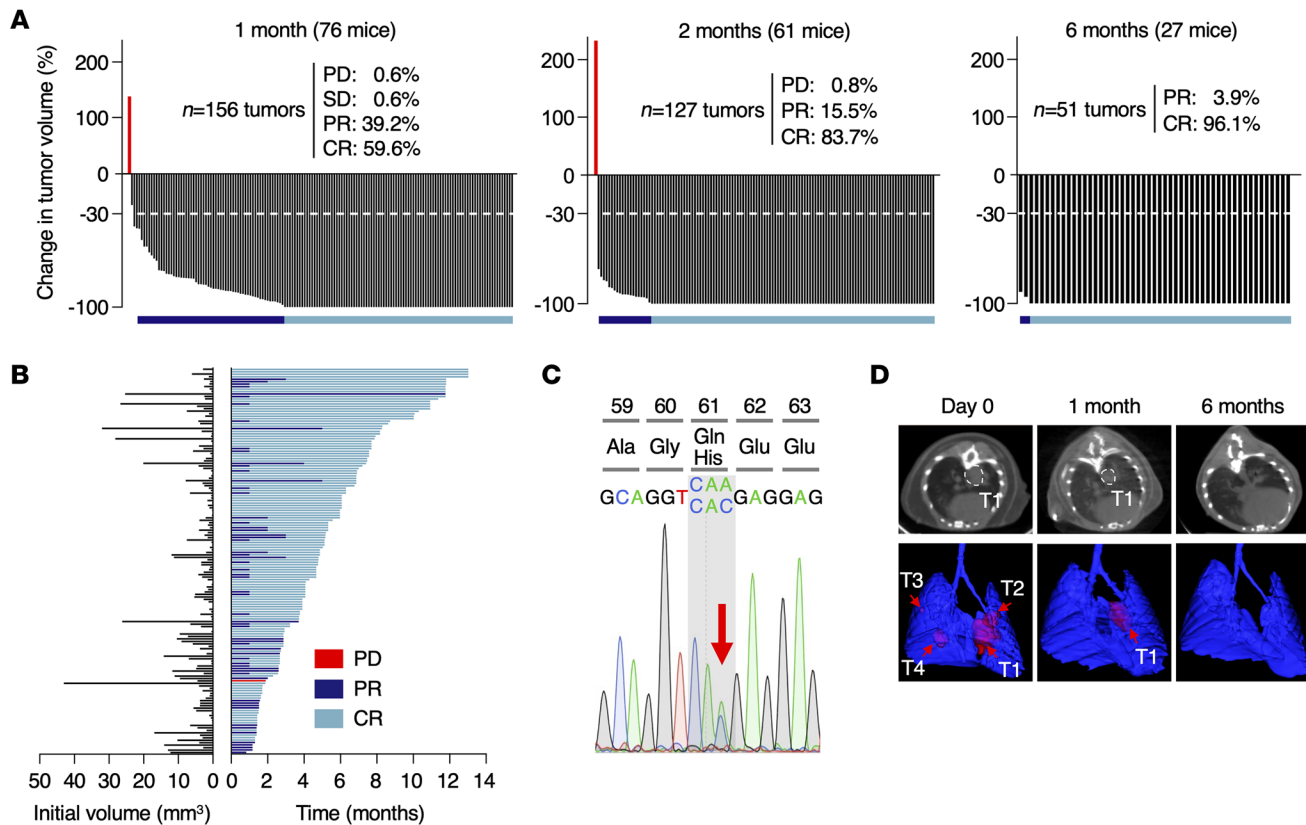 A
1 month (76 mice)
2 months (61 mice)
6 months (27 mice)
Change in tumor volume (%)
200
100
0
-30
-100
n=156 tumors
PD: 0.6%
SD: 0.6%
PR: 39.2%
CR: 59.6%
200
100
0
-30
-100
n=127 tumors
PD: 0.8%
PR: 15.5%
CR: 83.7%
200
100
0
-30
-100
n=51 tumors
PR: 3.9%
CR: 96.1%
B
PD
PR
CR
50 40 30 20 10 0
0 2 4 6 8 10 12 14
Initial volume (mm³)
Time (months)
C
59 60 61 62 63
Ala Gly Gln Glu Glu
His
GCAGGT CAA GAGGAG
CAC
D
Day 0
1 month
6 months
T1
T1
T3
T2
T4
T1
T1